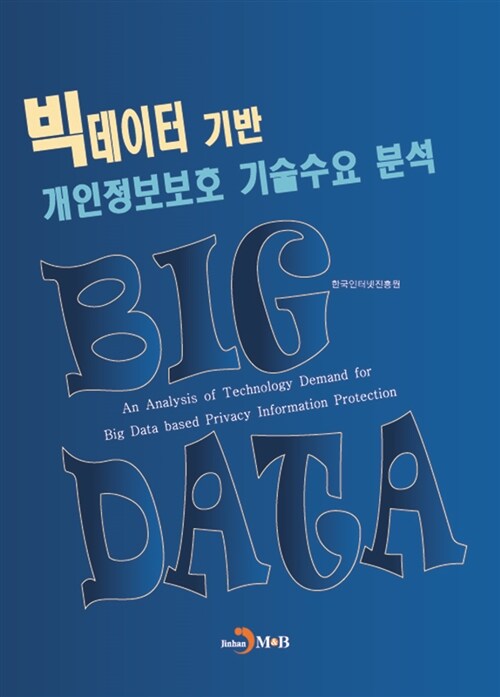 빅데이터 기반
개인정보보호 기술수요 분석
BIG
한국인터넷진흥원
An Analysis of Technology Demand for
Big Data based Privacy Information Protection
DATA
Jinhan M&B